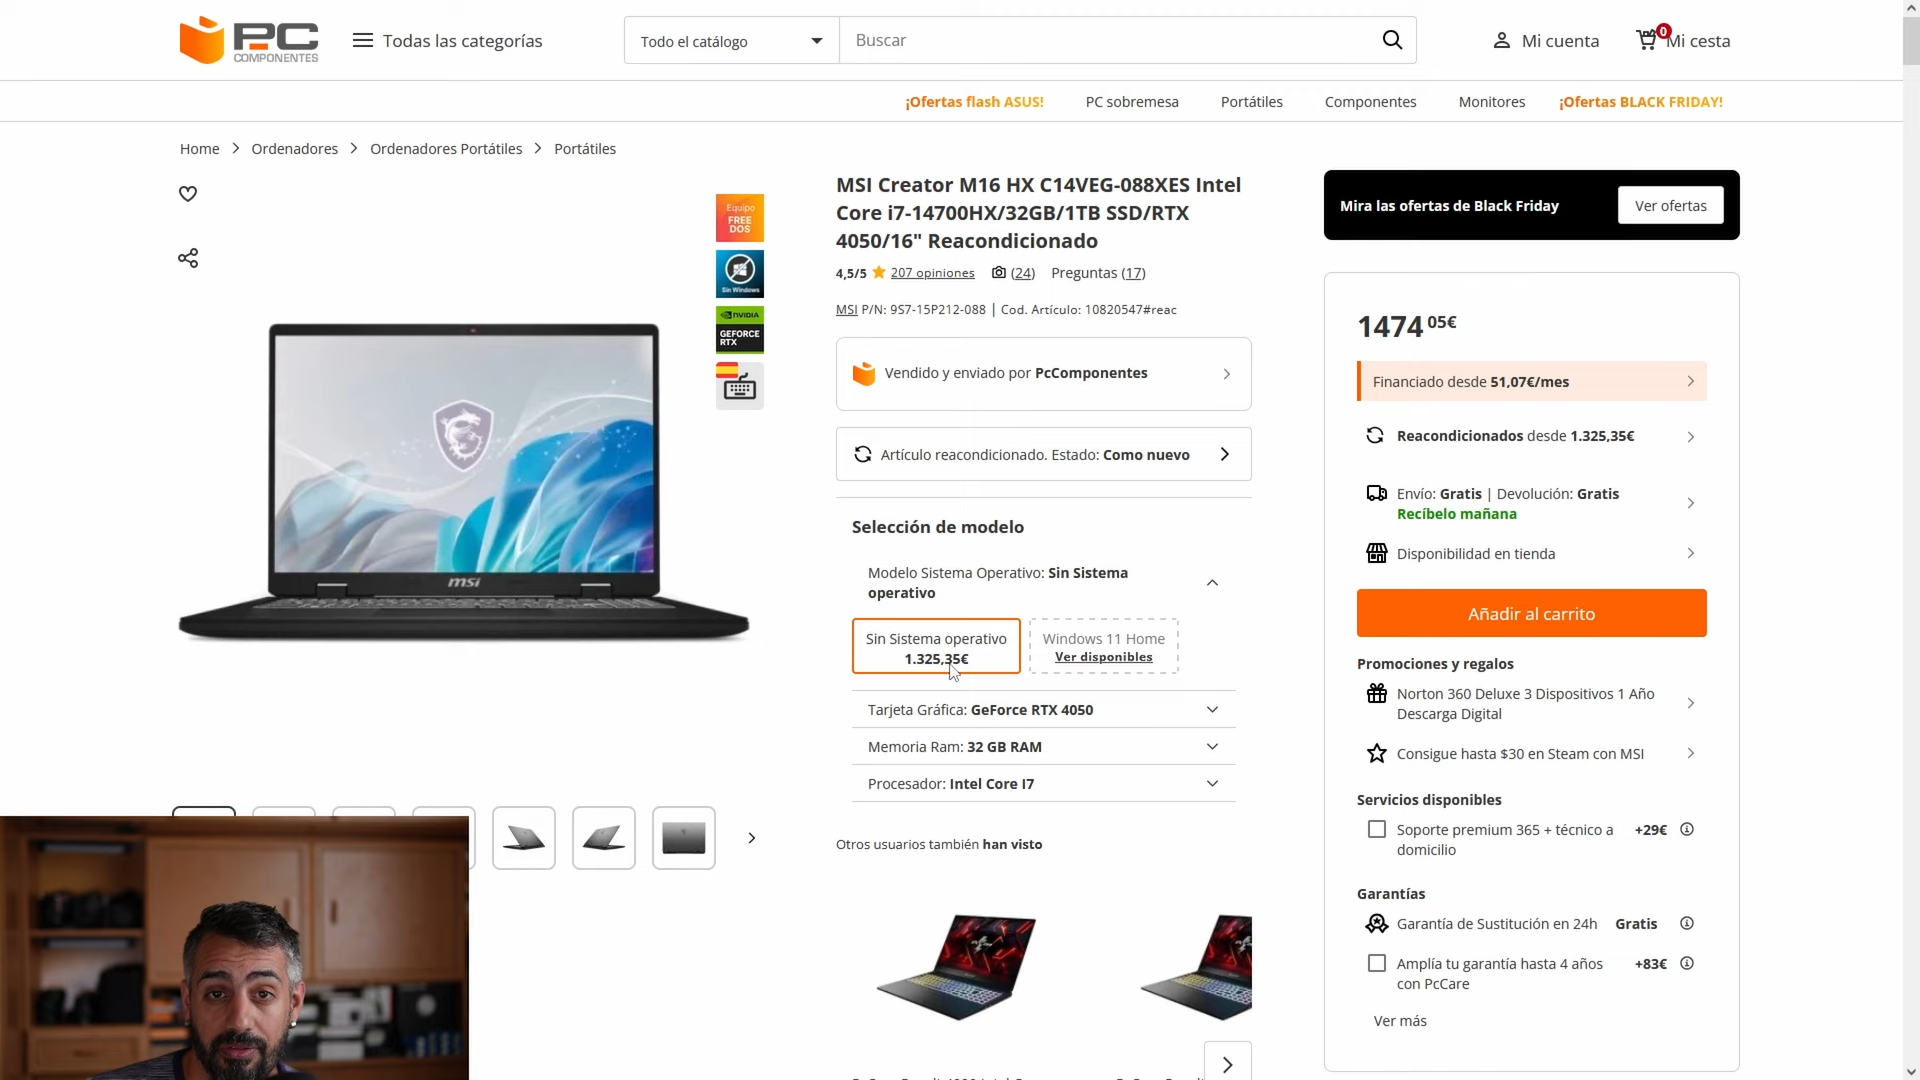 PC
COMPONENTES
Todas las categorías
Todo el catálogo
Buscar
Mi cuenta
0
Mi cesta
¡Ofertas flash ASUS!
PC sobremesa
Portátiles
Componentes
Monitores
¡Ofertas BLACK FRIDAY!
Home
Ordenadores
Ordenadores Portátiles
Portátiles
Equipo
FREE
DOS
Sin Windows
NVIDIA
GEFORCE
RTX
msi
MSI Creator M16 HX C14VEG-088XES Intel
Core i7-14700HX/32GB/1TB SSD/RTX
4050/16" Reacondicionado
4,5/5 207 opiniones (24) Preguntas (17)
MSI P/N: 9S7-15P212-088 | Cod. Artículo: 10820547#reac
Vendido y enviado por PcComponentes
Artículo reacondicionado. Estado: Como nuevo
Selección de modelo
Modelo Sistema Operativo: Sin Sistema
operativo
Sin Sistema operativo
1.325,35€
Windows 11 Home
Ver disponibles
Tarjeta Gráfica: GeForce RTX 4050
Memoria Ram: 32 GB RAM
Procesador: Intel Core I7
Otros usuarios también han visto
Mira las ofertas de Black Friday
Ver ofertas
1474 05€
Financiado desde 51,07€/mes
Reacondicionados desde 1.325,35€
Envío: Gratis | Devolución: Gratis
Recíbelo mañana
Disponibilidad en tienda
Añadir al carrito
Promociones y regalos
Norton 360 Deluxe 3 Dispositivos 1 Año
Descarga Digital
Consigue hasta $30 en Steam con MSI
Servicios disponibles
Soporte premium 365 + técnico a
domicilio
+29€
Garantías
Garantía de Sustitución en 24h Gratis
Amplía tu garantía hasta 4 años
con PcCare
+83€
Ver más